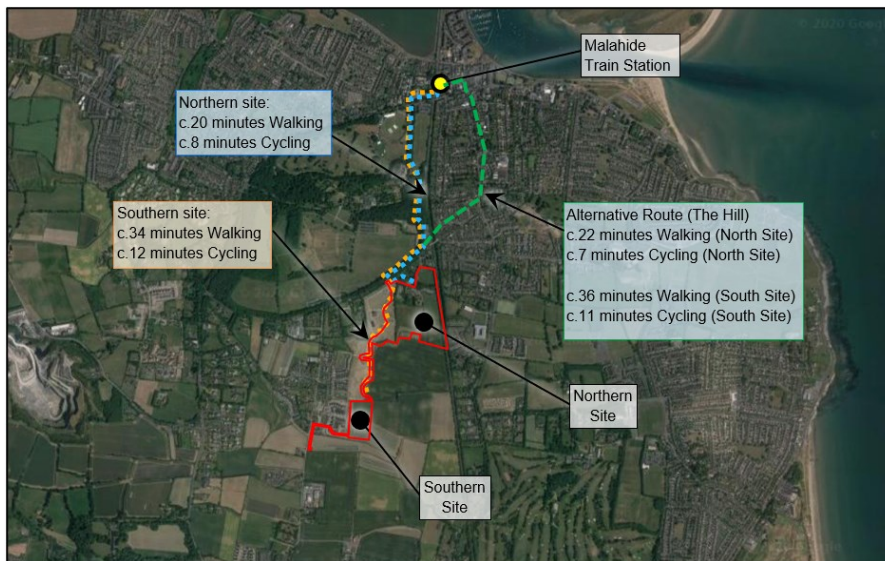 © 2020 Goog
Malahide
Train Station
Northern site:
c.20 minutes Walking
c.8 minutes Cycling
Southern site:
c.34 minutes Walking
c.12 minutes Cycling
Alternative Route (The Hill)
c.22 minutes Walking (North Site)
c.7 minutes Cycling (North Site)
c.36 minutes Walking (South Site)
c.11 minutes Cycling (South Site)
Northern
Site
Southern
Site